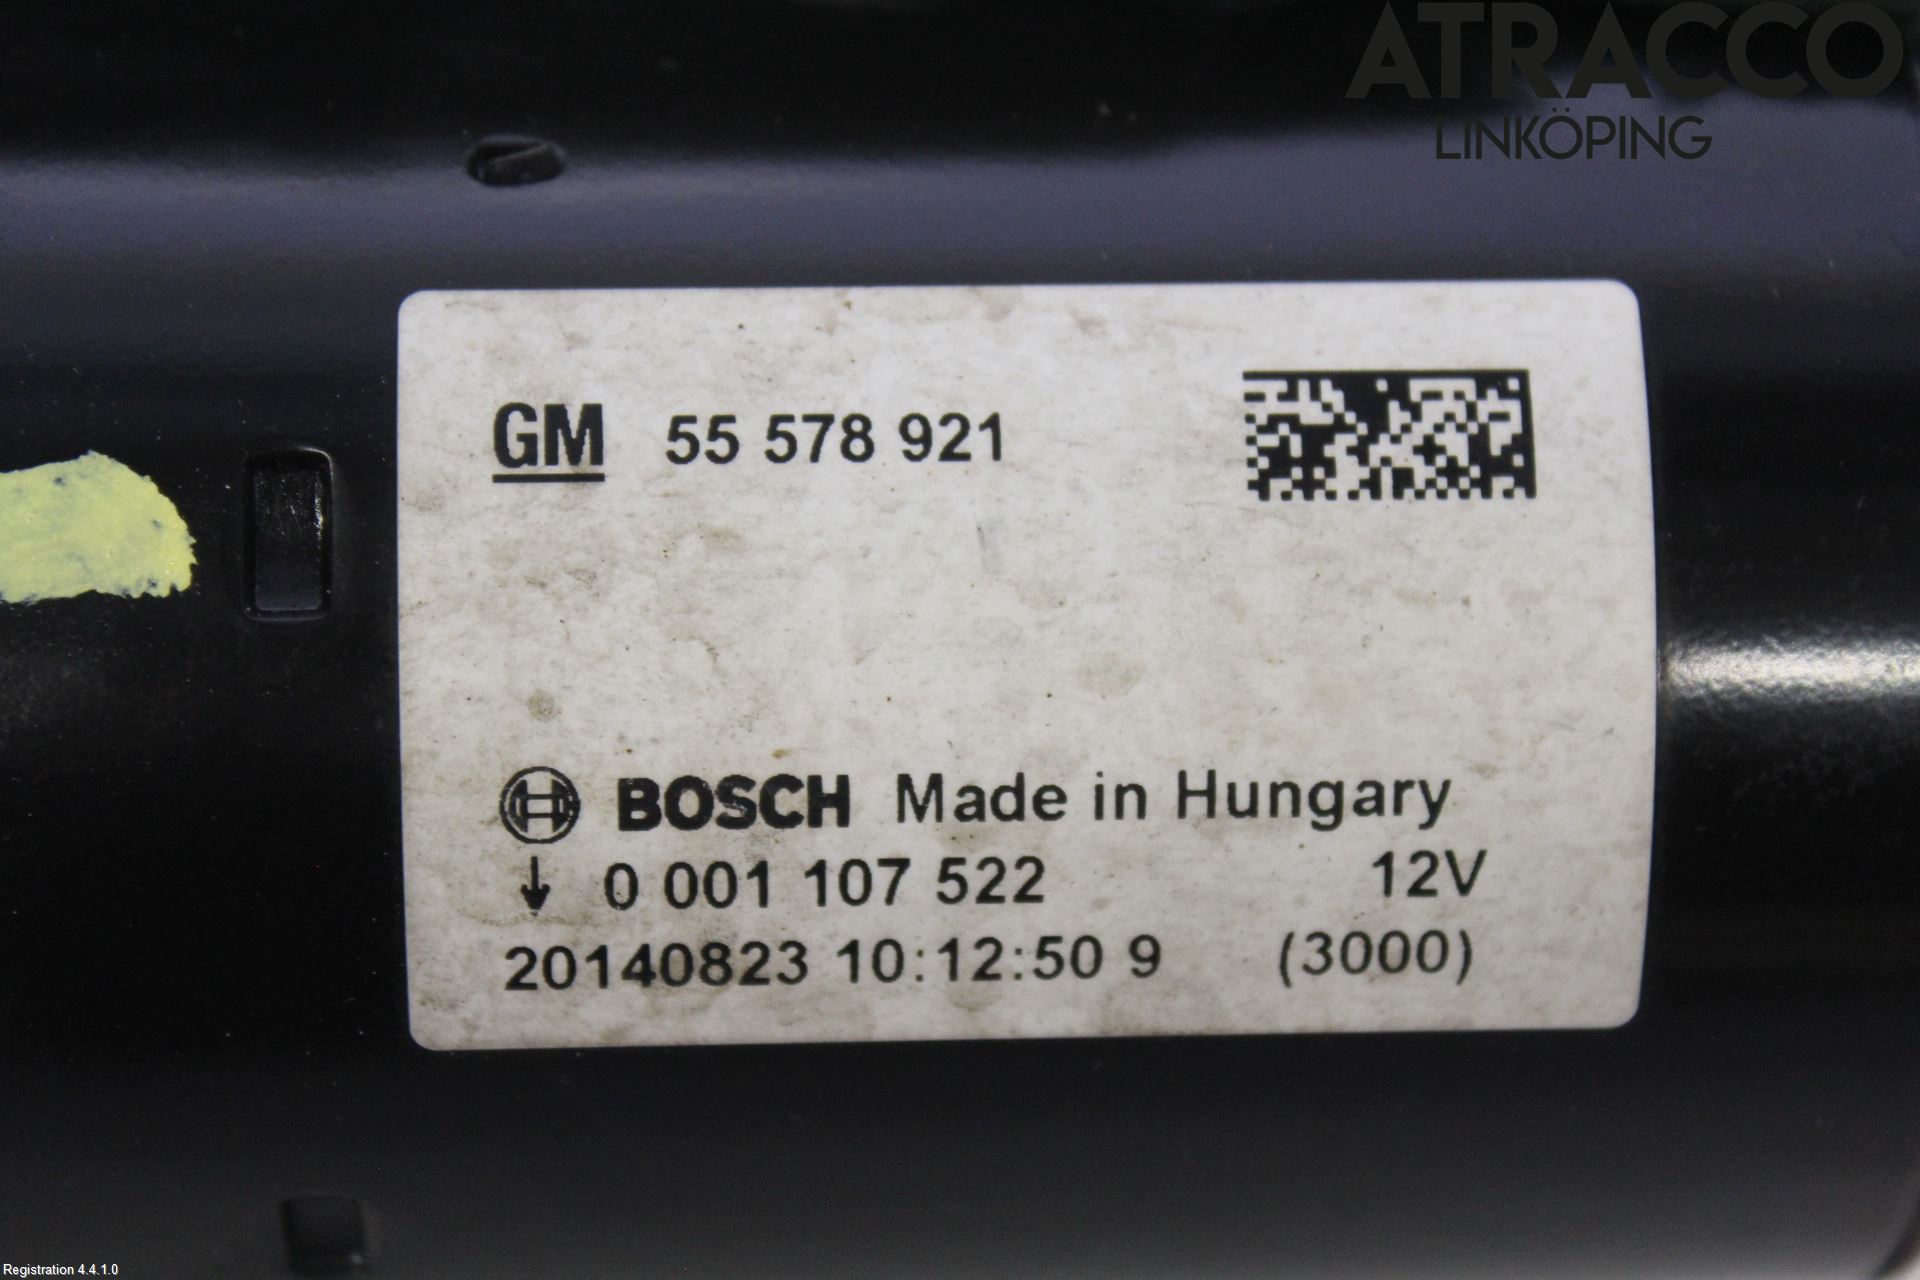 ATRACCO
LINKÖPING
GM 55 578 921
BOSCH Made in Hungary
0 001 107 522 12V
20140823 10:12:50 9 (3000)
Registration 4.4.1.0